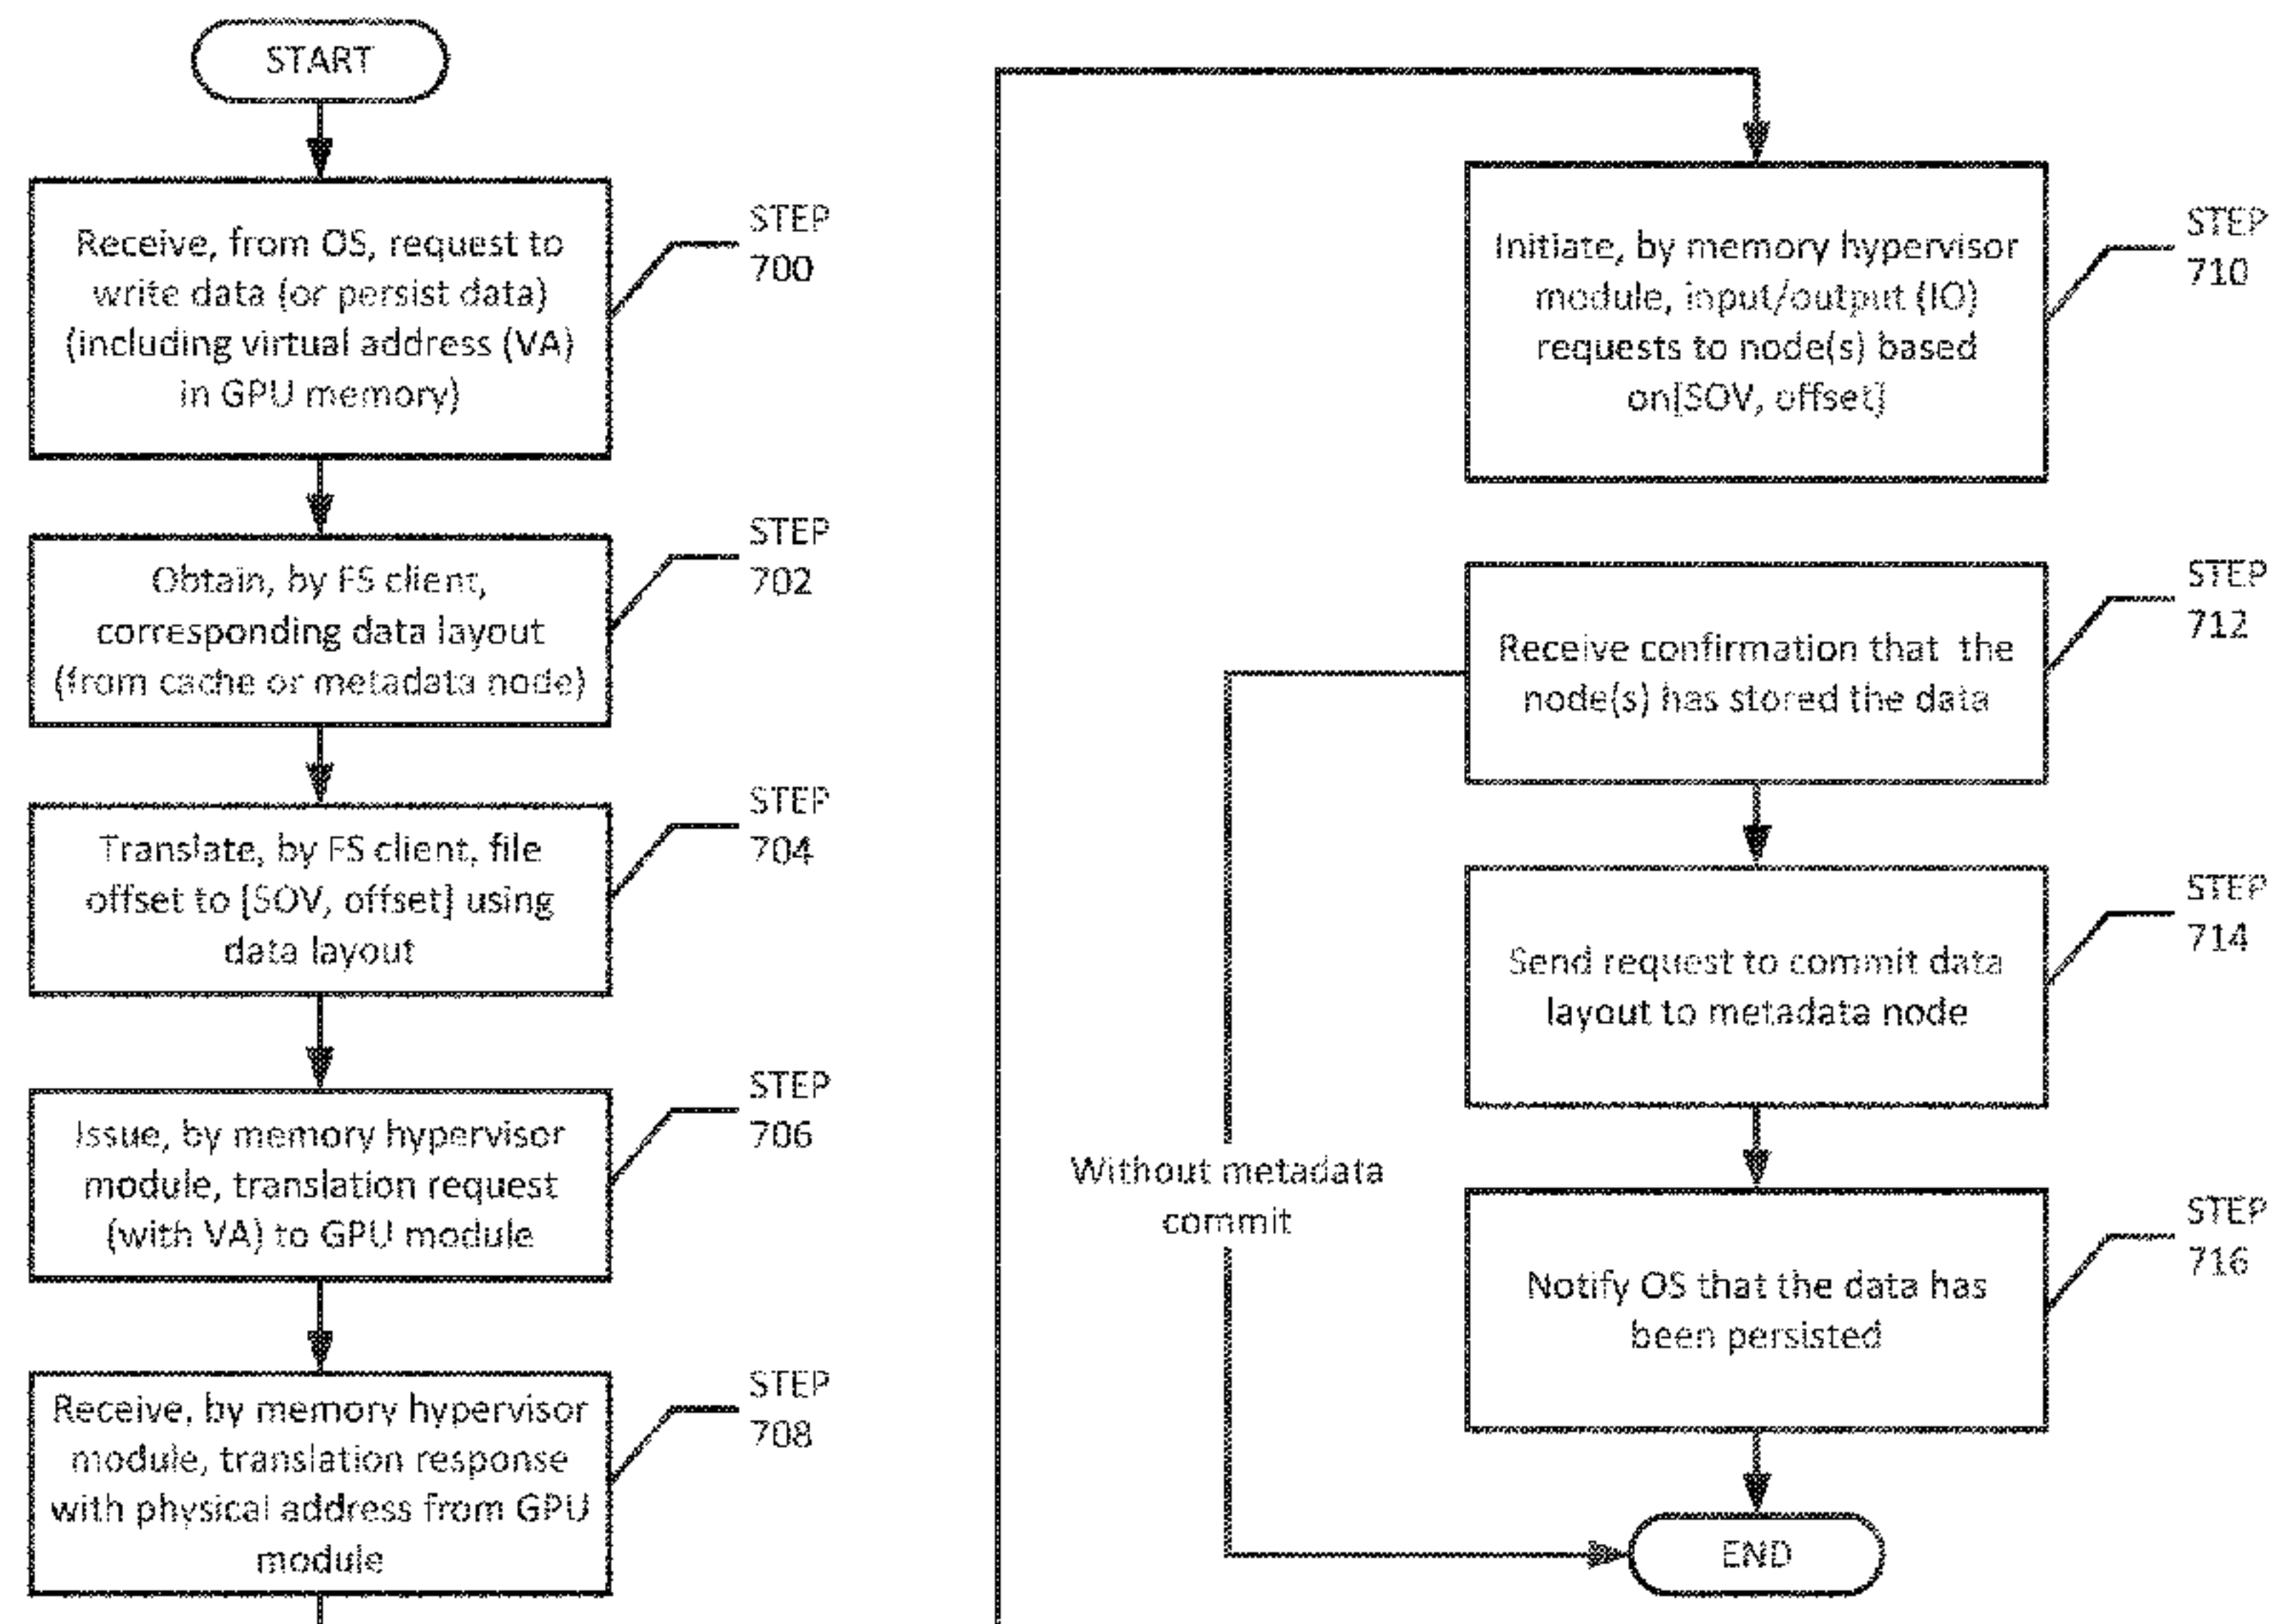 START
Receive, from OS, request to
write data (or persist data)
(including virtual address (VA)
in GPU memory)
STEP
700
Obtain, by FS client,
corresponding data layout
(from cache or metadata node)
STEP
702
Translate, by FS client, file
offset to [SOV, offset] using
data layout
STEP
704
Issue, by memory hypervisor
module, translation request
(with VA) to GPU module
STEP
706
Receive, by memory hypervisor
module, translation response
with physical address from GPU
module
STEP
708
Initiate, by memory hypervisor
module, input/output (IO)
requests to node(s) based
on[SOV, offset]
STEP
710
Receive confirmation that the
node(s) has stored the data
STEP
712
Without metadata
commit
Send request to commit data
layout to metadata node
STEP
714
Notify OS that the data has
been persisted
STEP
716
END